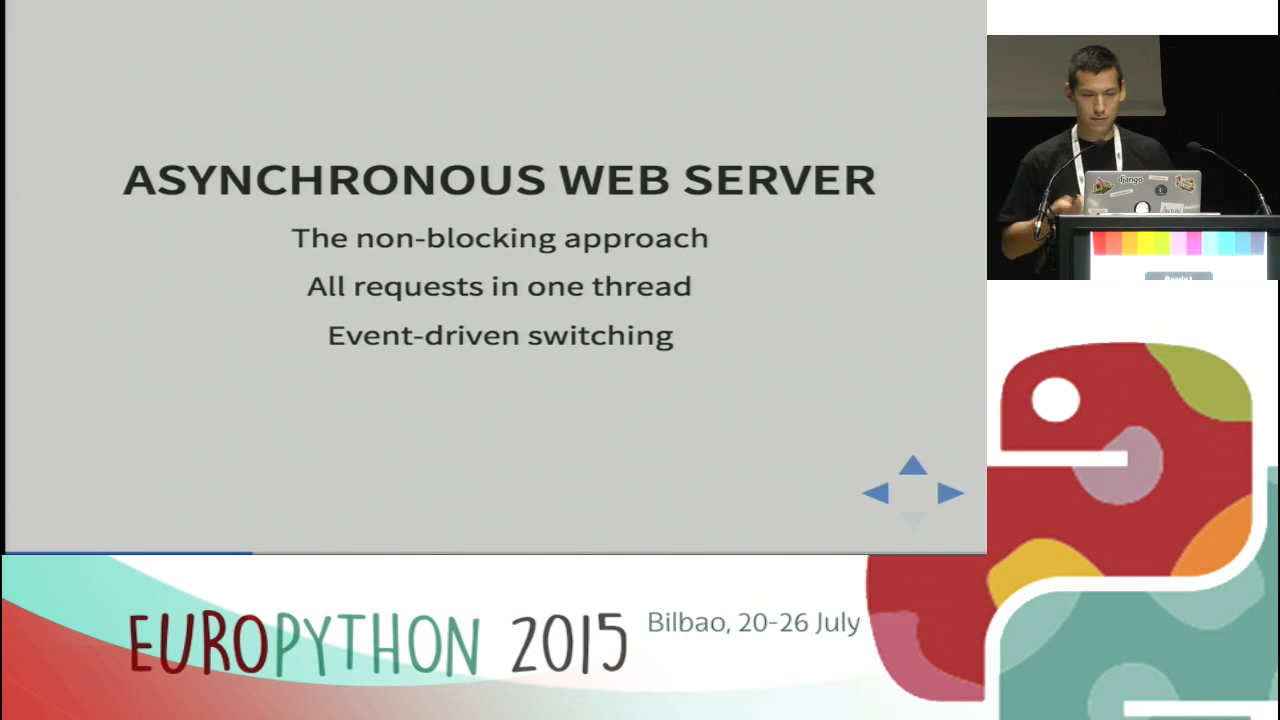 ASYNCHRONOUS WEB SERVER
The non-blocking approach
All requests in one thread
Event-driven switching
django
EUROPYTHON 2015
Bilbao, 20-26 July